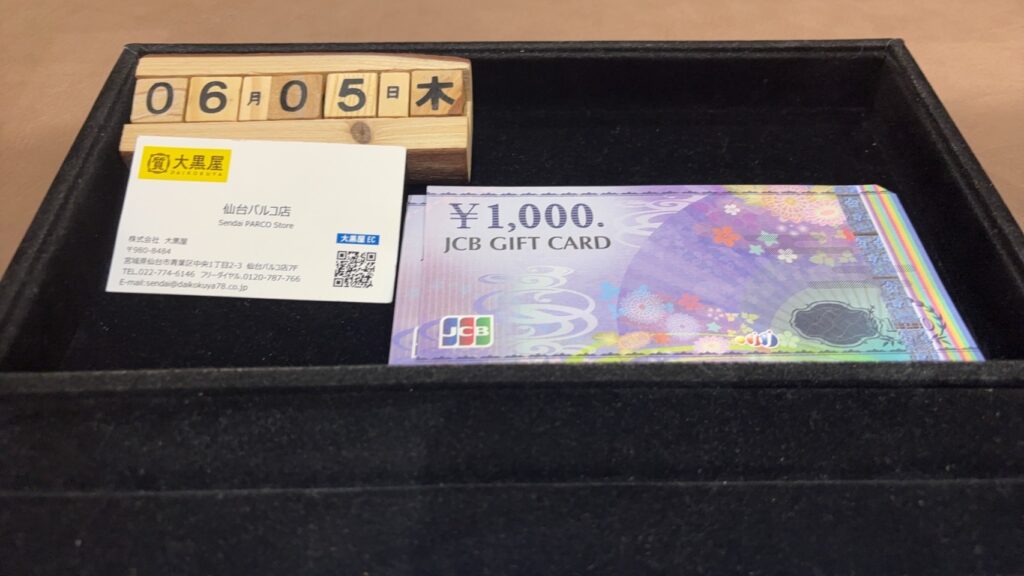 06月05日木
質 大黒屋
DAIKOKUYA
仙台パルコ店
Sendai PARCO Store
株式会社 大黒屋
大黒屋 EC
〒980-8484
宮城県仙台市青葉区中央1丁目2-3 仙台パルコ店7F
TEL.022-774-6146 フリーダイヤル.0120-787-766
E-mail:sendai@daikokuya78.co.jp
¥1,000.
JCB GIFT CARD
JCB